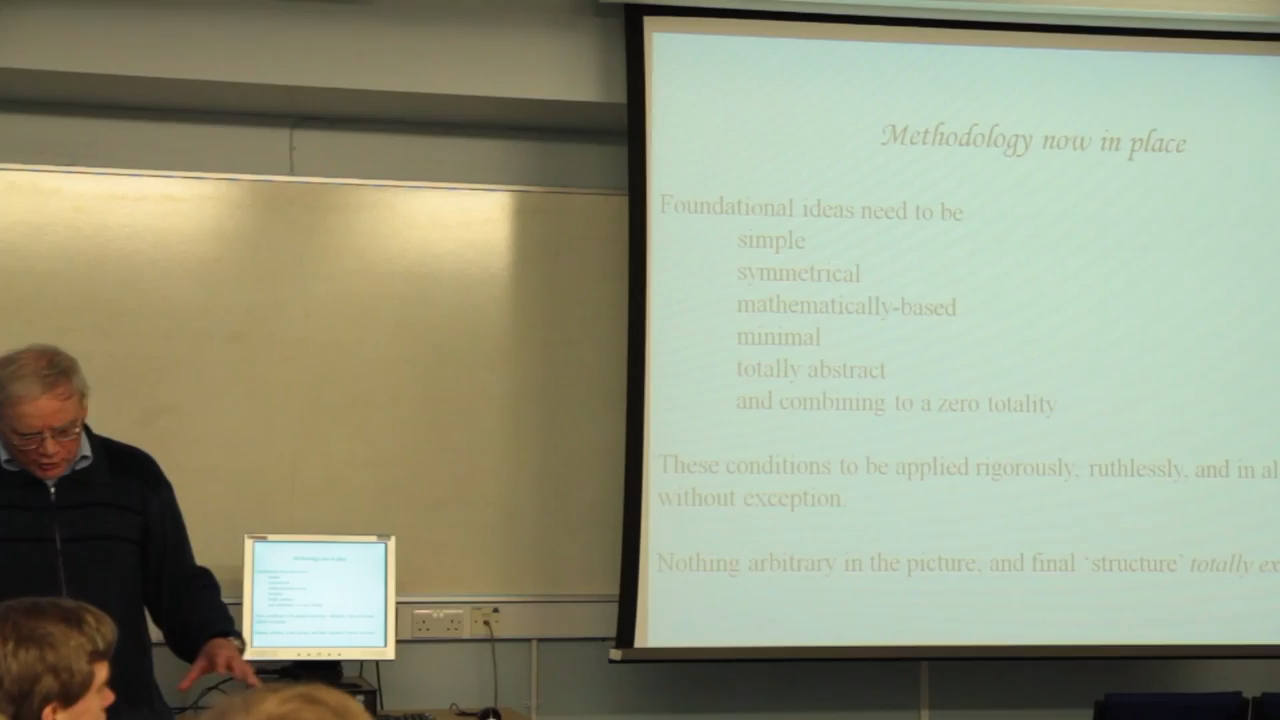 Methodology now in place
Foundational ideas need to be
simple
symmetrical
mathematically-based
minimal
totally abstract
and combining to a zero totality
These conditions to be applied rigorously, ruthlessly, and in al
without exception.
Nothing arbitrary in the picture, and final ‘structure’ totally ex